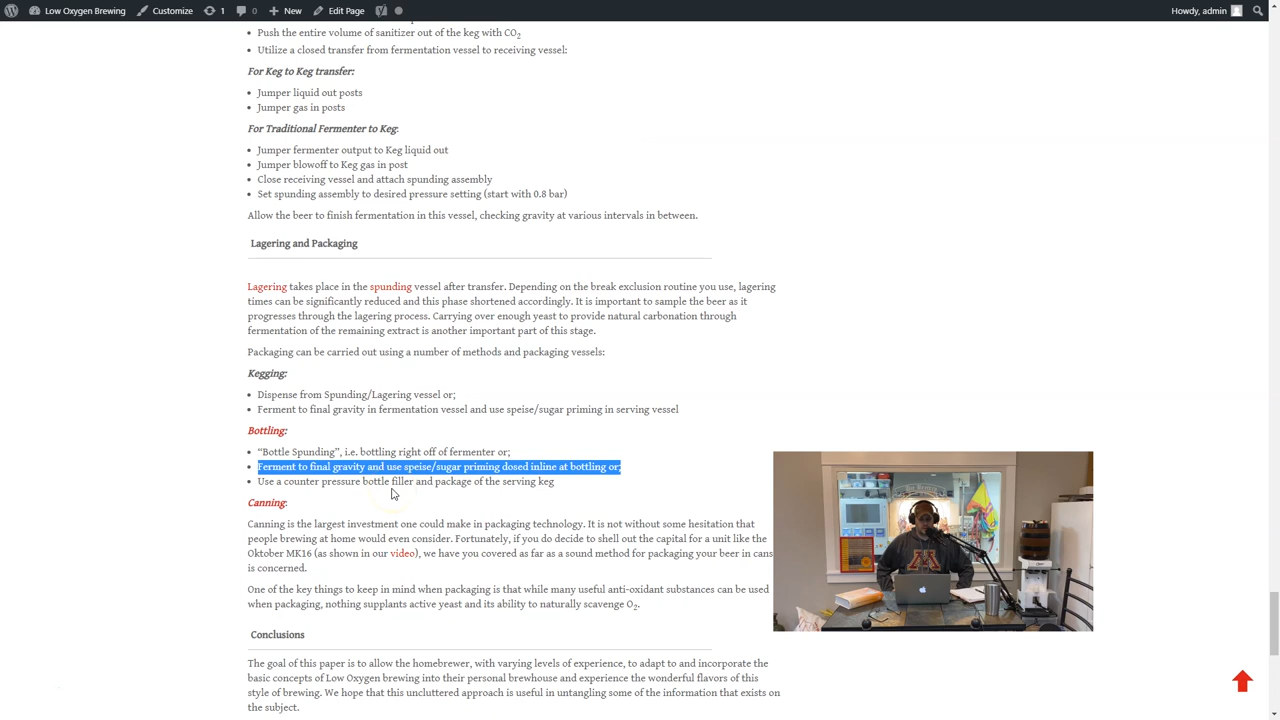 Low Oxygen Brewing Customize 1 0 New Edit Page Howdy, admin
Push the entire volume of sanitizer out of the keg with CO2
Utilize a closed transfer from fermentation vessel to receiving vessel:
For Keg to Keg transfer:
Jumper liquid out posts
Jumper gas in posts
For Traditional Fermenter to Keg:
Jumper fermenter output to Keg liquid out
Jumper blowoff to Keg gas in post
Close receiving vessel and attach spunding assembly
Set spunding assembly to desired pressure setting (start with 0.8 bar)
Allow the beer to finish fermentation in this vessel, checking gravity at various intervals in between.
Lagering and Packaging
Lagering takes place in the spunding vessel after transfer. Depending on the break exclusion routine you use, lagering
times can be significantly reduced and this phase shortened accordingly. It is important to sample the beer as it
progresses through the lagering process. Carrying over enough yeast to provide natural carbonation through
fermentation of the remaining extract is another important part of this stage.
Packaging can be carried out using a number of methods and packaging vessels:
Kegging:
Dispense from Spunding/Lagering vessel or;
Ferment to final gravity in fermentation vessel and use speise/sugar priming in serving vessel
Bottling:
“Bottle Spunding”, i.e. bottling right off of fermenter or;
Ferment to final gravity and use speise/sugar priming dosed inline at bottling or;
Use a counter pressure bottle filler and package of the serving keg
Canning:
Canning is the largest investment one could make in packaging technology. It is not without some hesitation that
people brewing at home would even consider. Fortunately, if you do decide to shell out the capital for a unit like the
Oktober MK16 (as shown in our video), we have you covered as far as a sound method for packaging your beer in cans
is concerned.
One of the key things to keep in mind when packaging is that while many useful anti-oxidant substances can be used
when packaging, nothing supplants active yeast and its ability to naturally scavenge O2.
Conclusions
The goal of this paper is to allow the homebrewer, with varying levels of experience, to adapt to and incorporate the
basic concepts of Low Oxygen brewing into their personal brewhouse and experience the wonderful flavors of this
style of brewing. We hope that this uncluttered approach is useful in untangling some of the information that exists on
the subject.